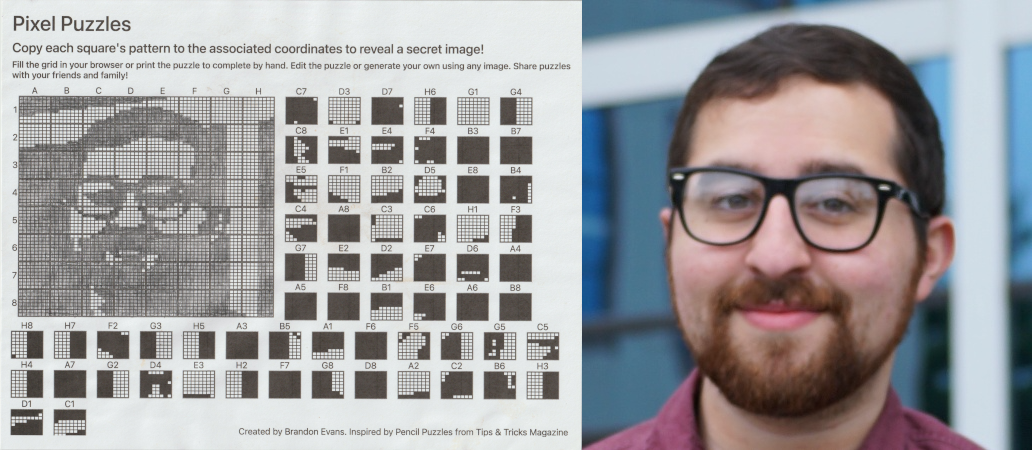 Pixel Puzzles
Copy each square's pattern to the associated coordinates to reveal a secret image!
Fill the grid in your browser or print the puzzle to complete by hand. Edit the puzzle or generate your own using any image. Share puzzles
with your friends and family!
A B C D E F G H
1
2
3
4
5
6
7
8
C7 D3 D7 H6 G1 G4
C8 E1 E4 F4 B3 B7
E5 F1 B2 D5 E8 B4
C4 A8 C3 C6 H1 F3
G7 E2 D2 E7 D6 A4
A5 F8 B1 E6 A6 B8
H8 H7 F2 G3 H5 A3 B5 A1 F6 F5 G6 G5 C5
H4 A7 G2 D4 E3 H2 F7 G8 D8 A2 C2 B6 H3
D1 C1
Created by Brandon Evans. Inspired by Pencil Puzzles from Tips & Tricks Magazine